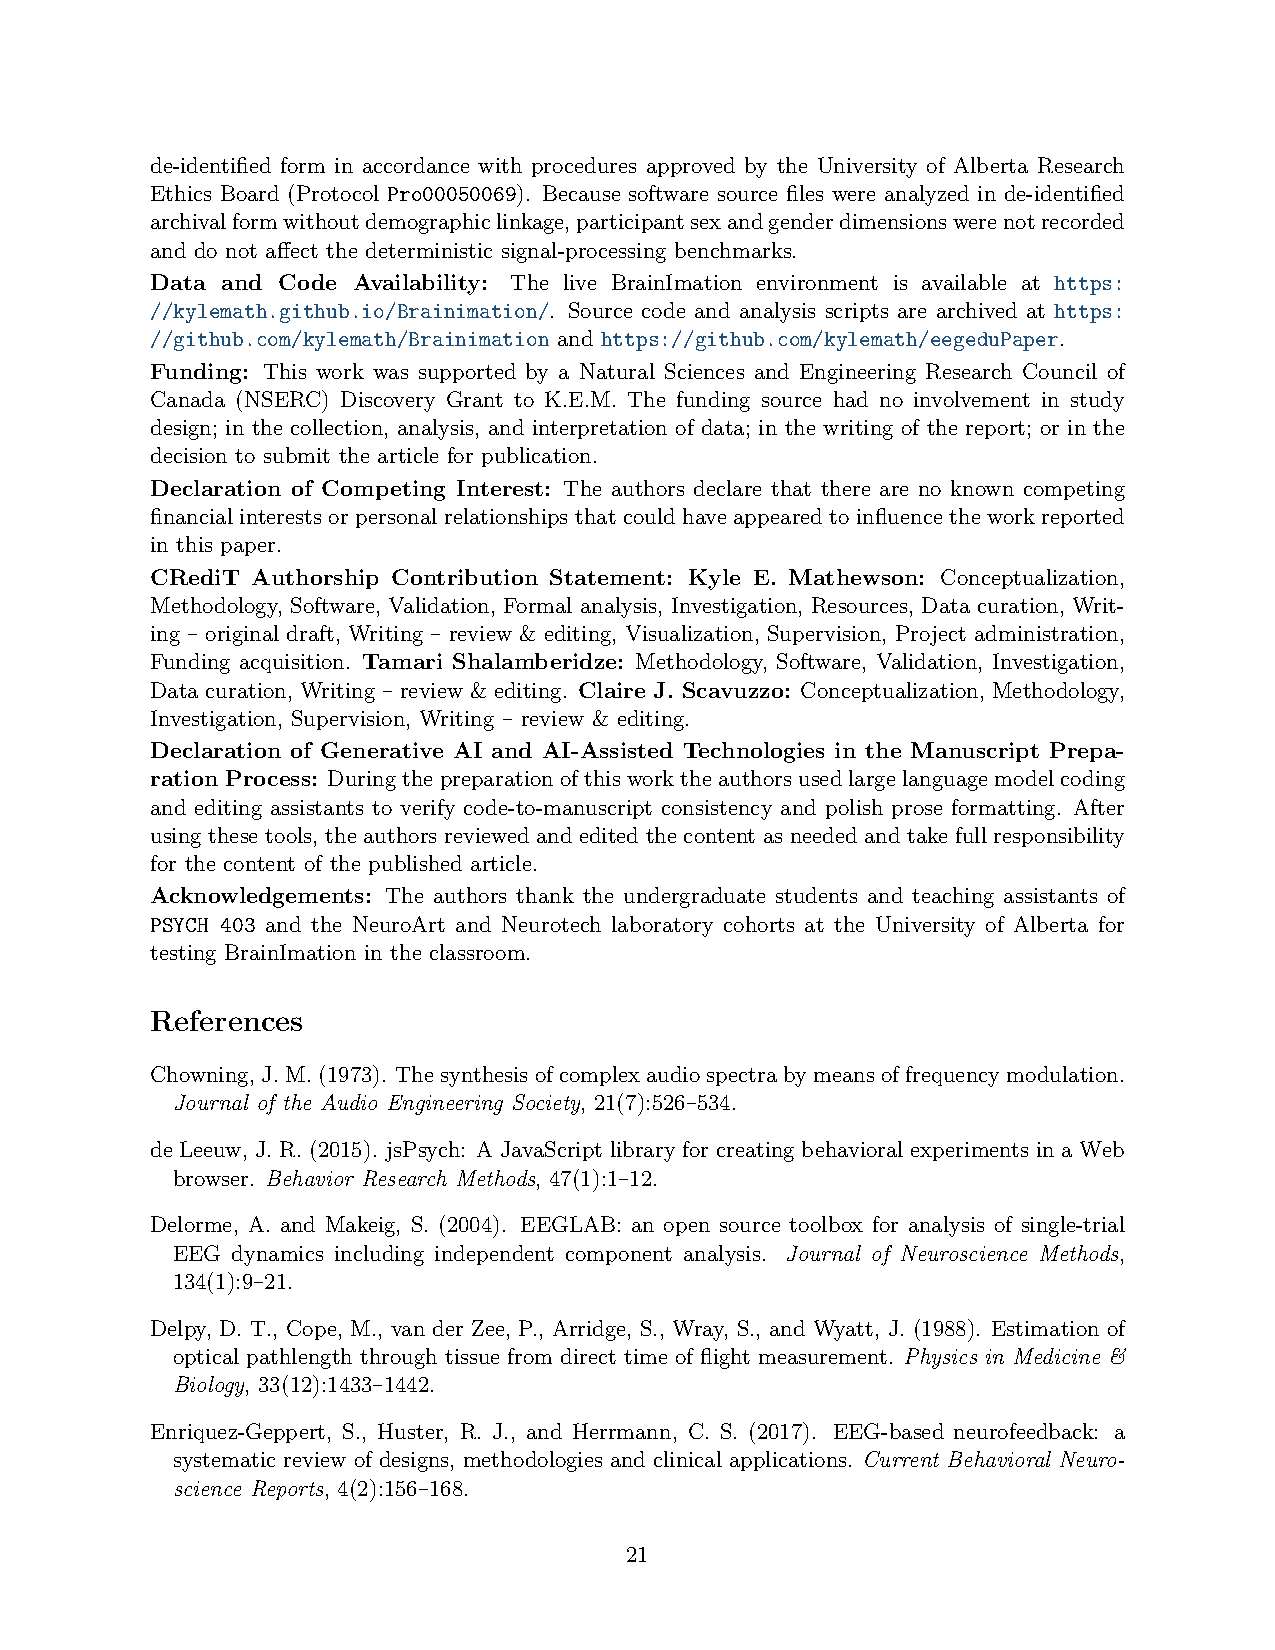 de-identified form in accordance with procedures approved by the University of Alberta Research
Ethics Board (Protocol Pro00050069). Because software source files were analyzed in de-identified
archival form without demographic linkage, participant sex and gender dimensions were not recorded
and do not affect the deterministic signal-processing benchmarks.
Data and Code Availability: The live BrainImation environment is available at https:
//kylemath.github.io/Brainimation/. Source code and analysis scripts are archived at https:
//github.com/kylemath/Brainimation and https://github.com/kylemath/eegeduPaper.
Funding: This work was supported by a Natural Sciences and Engineering Research Council of
Canada (NSERC) Discovery Grant to K.E.M. The funding source had no involvement in study
design; in the collection, analysis, and interpretation of data; in the writing of the report; or in the
decision to submit the article for publication.
Declaration of Competing Interest: The authors declare that there are no known competing
financial interests or personal relationships that could have appeared to influence the work reported
in this paper.
CRediT Authorship Contribution Statement: Kyle E. Mathewson: Conceptualization,
Methodology, Software, Validation, Formal analysis, Investigation, Resources, Data curation, Writ-
ing – original draft, Writing – review & editing, Visualization, Supervision, Project administration,
Funding acquisition. Tamari Shalamberidze: Methodology, Software, Validation, Investigation,
Data curation, Writing – review & editing. Claire J. Scavuzzo: Conceptualization, Methodology,
Investigation, Supervision, Writing – review & editing.
Declaration of Generative AI and AI-Assisted Technologies in the Manuscript Prepa-
ration Process: During the preparation of this work the authors used large language model coding
and editing assistants to verify code-to-manuscript consistency and polish prose formatting. After
using these tools, the authors reviewed and edited the content as needed and take full responsibility
for the content of the published article.
Acknowledgements: The authors thank the undergraduate students and teaching assistants of
PSYCH 403 and the NeuroArt and Neurotech laboratory cohorts at the University of Alberta for
testing BrainImation in the classroom.
References
Chowning, J. M. (1973). The synthesis of complex audio spectra by means of frequency modulation.
Journal of the Audio Engineering Society, 21(7):526–534.
de Leeuw, J. R. (2015). jsPsych: A JavaScript library for creating behavioral experiments in a Web
browser. Behavior Research Methods, 47(1):1–12.
Delorme, A. and Makeig, S. (2004). EEGLAB: an open source toolbox for analysis of single-trial
EEG dynamics including independent component analysis. Journal of Neuroscience Methods,
134(1):9–21.
Delpy, D. T., Cope, M., van der Zee, P., Arridge, S., Wray, S., and Wyatt, J. (1988). Estimation of
optical pathlength through tissue from direct time of flight measurement. Physics in Medicine &
Biology, 33(12):1433–1442.
Enriquez-Geppert, S., Huster, R. J., and Herrmann, C. S. (2017). EEG-based neurofeedback: a
systematic review of designs, methodologies and clinical applications. Current Behavioral Neuro-
science Reports, 4(2):156–168.
21